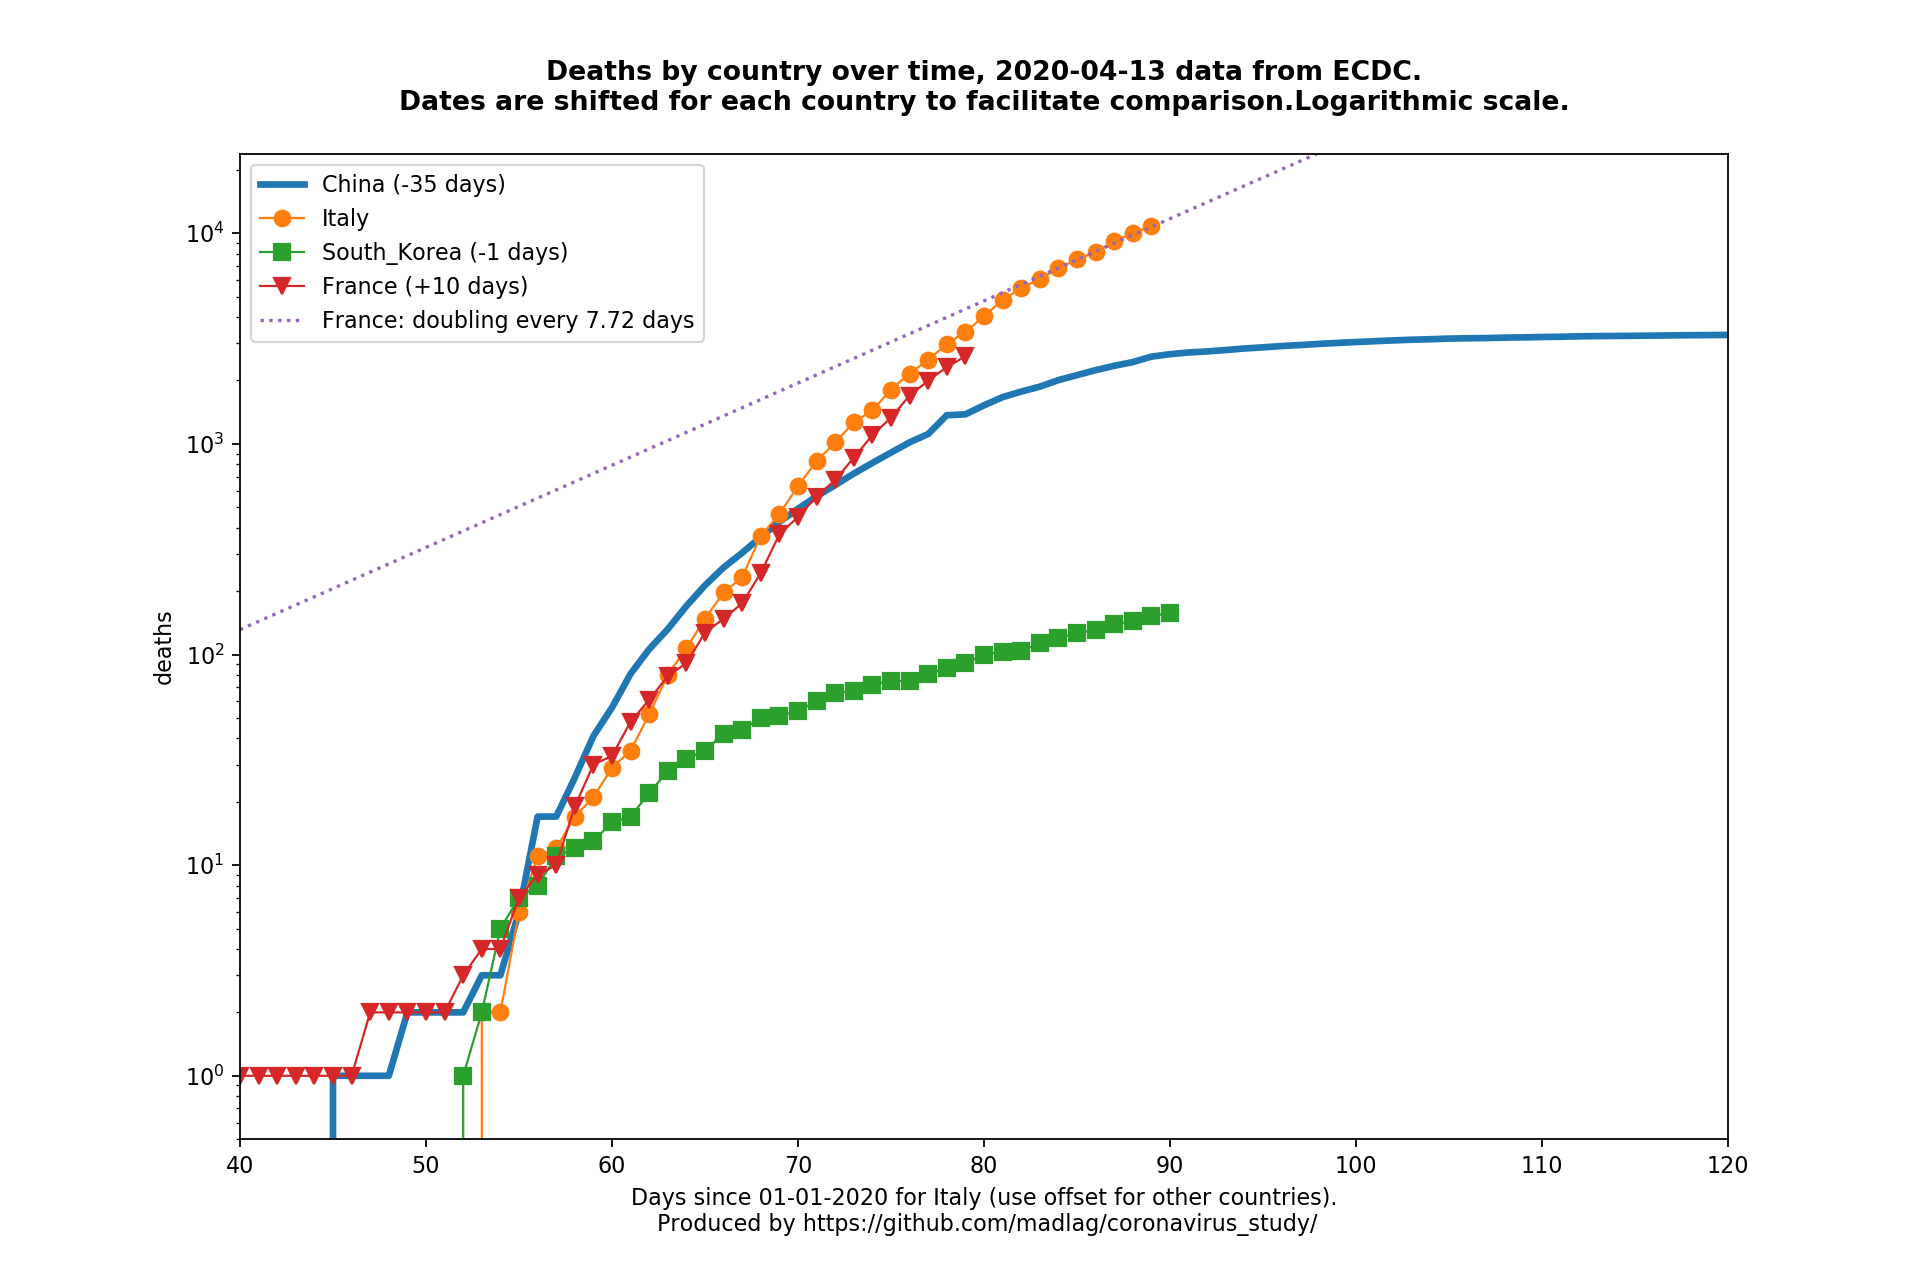 Deaths by country over time, 2020-04-13 data from ECDC.
Dates are shifted for each country to facilitate comparison.Logarithmic scale.
China (-35 days)
Italy
South_Korea (-1 days)
France (+10 days)
France: doubling every 7.72 days
10⁴
10³
10²
10¹
10⁰
deaths
40 50 60 70 80 90 100 110 120
Days since 01-01-2020 for Italy (use offset for other countries).
Produced by https://github.com/madlag/coronavirus_study/